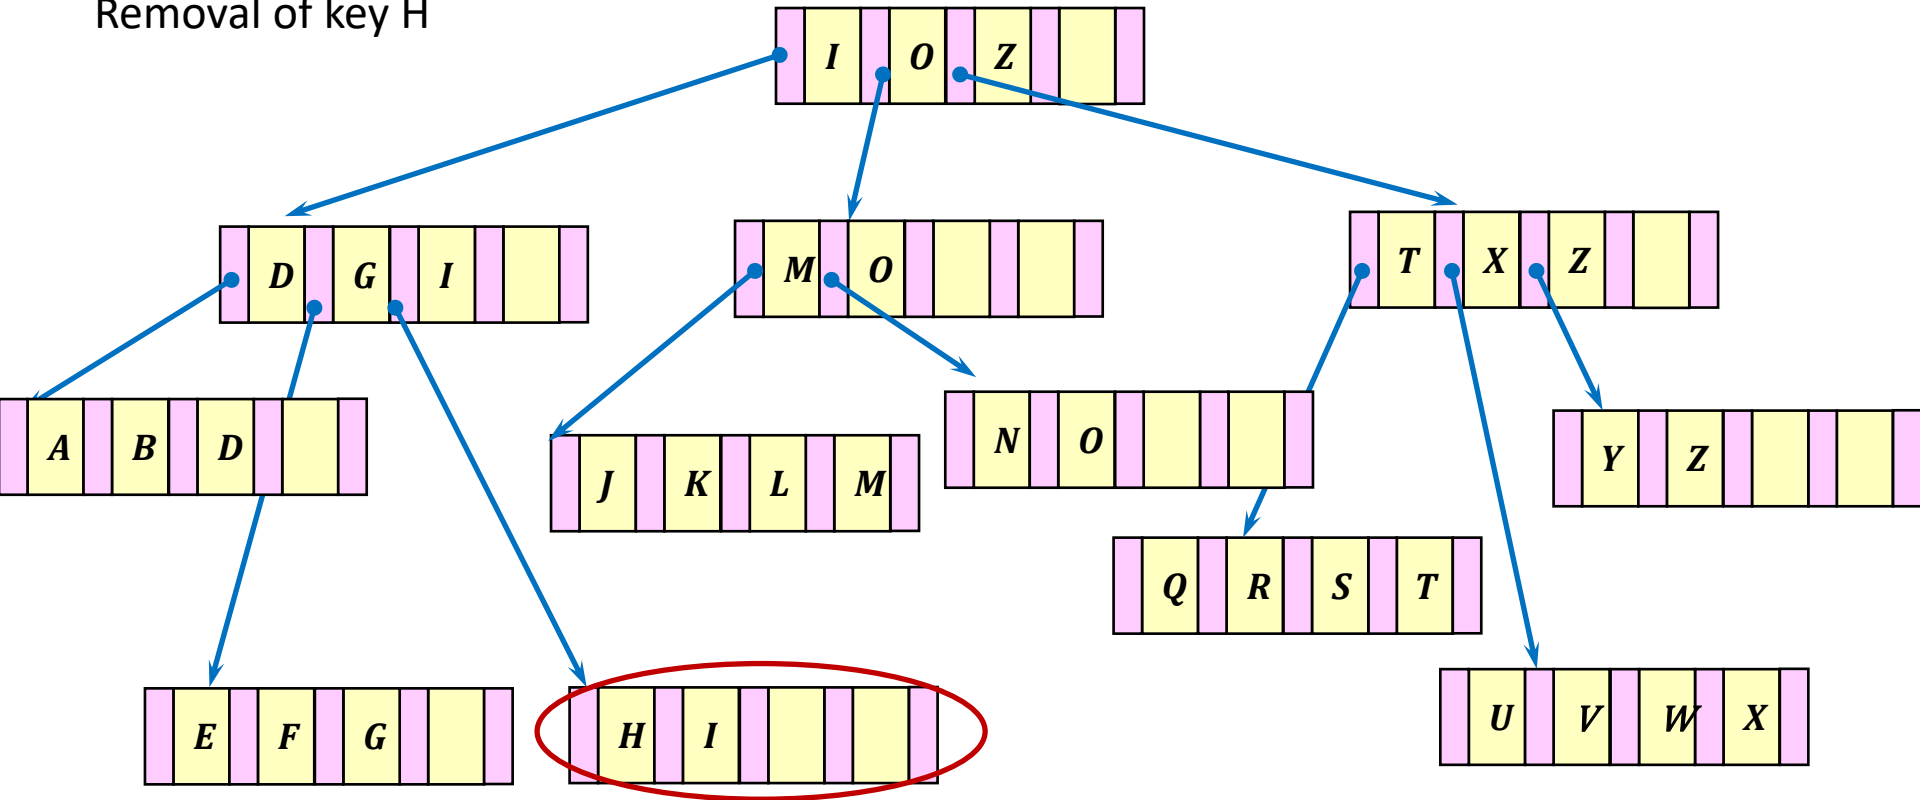 Removal of key H
I O Z
D G I
M O
T X Z
A B D
J K L M
N O
Y Z
Q R S T
E F G
H I
U V W X